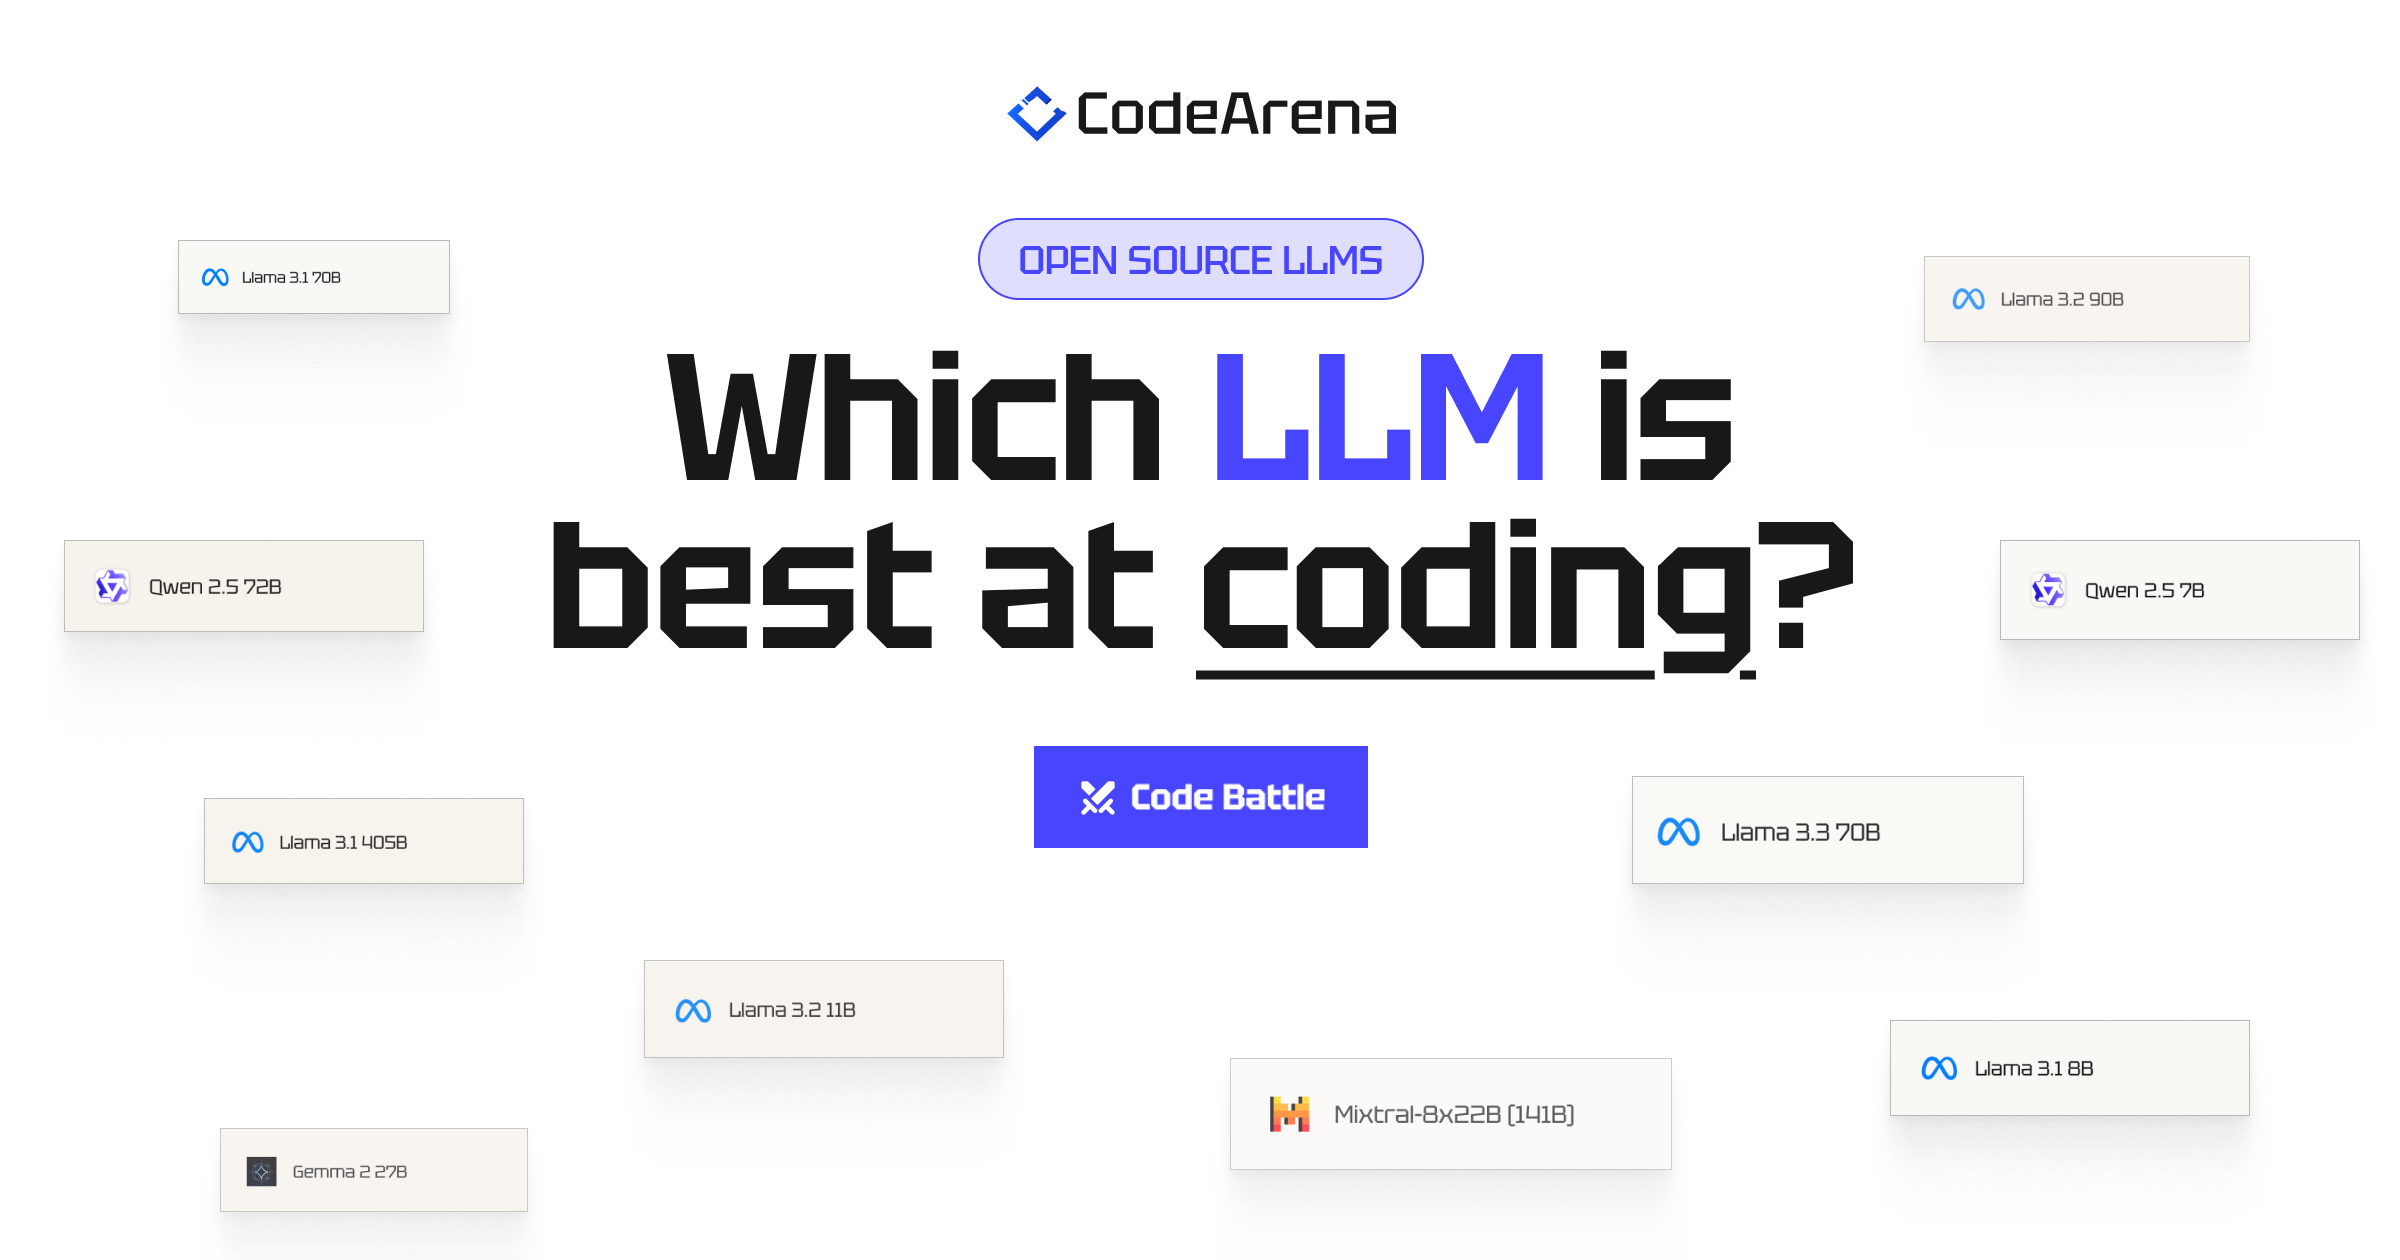 CodeArena
OPEN SOURCE LLMS
Llama 3.1 70B
Llama 3.2 90B
Which LLM is
best at coding?
Qwen 2.5 72B
Qwen 2.5 7B
Code Battle
Llama 3.1 405B
Llama 3.3 70B
Llama 3.2 11B
Llama 3.1 8B
Mixtral-8x22B (141B)
Gemma 2 27B